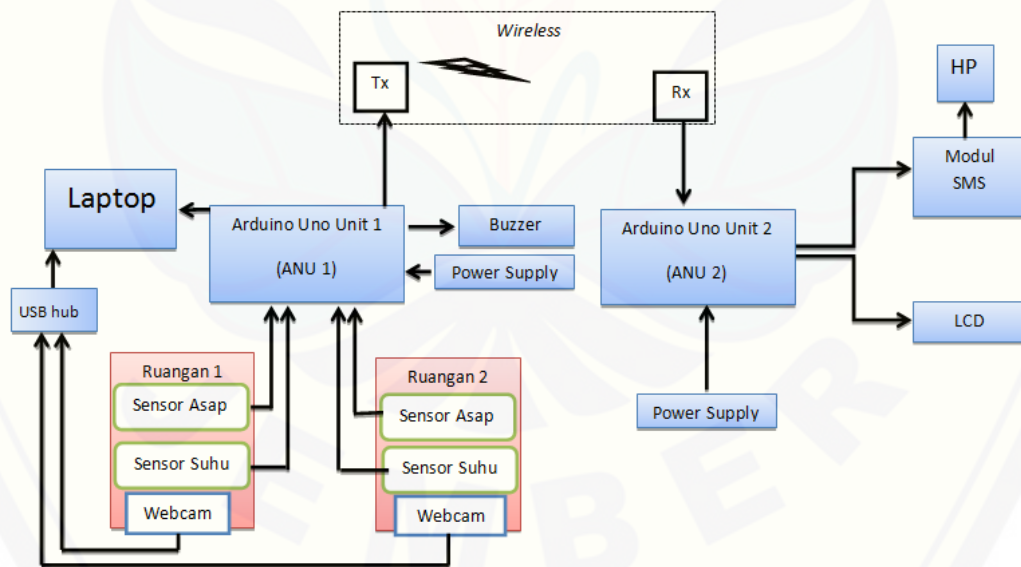 Wireless
Tx
Rx
HP
Modul
SMS
Laptop
Arduino Uno Unit 1
(ANU 1)
Buzzer
Power Supply
Arduino Uno Unit 2
(ANU 2)
USB hub
LCD
Ruangan 1
Sensor Asap
Sensor Suhu
Webcam
Ruangan 2
Sensor Asap
Sensor Suhu
Webcam
Power Supply
EMBER